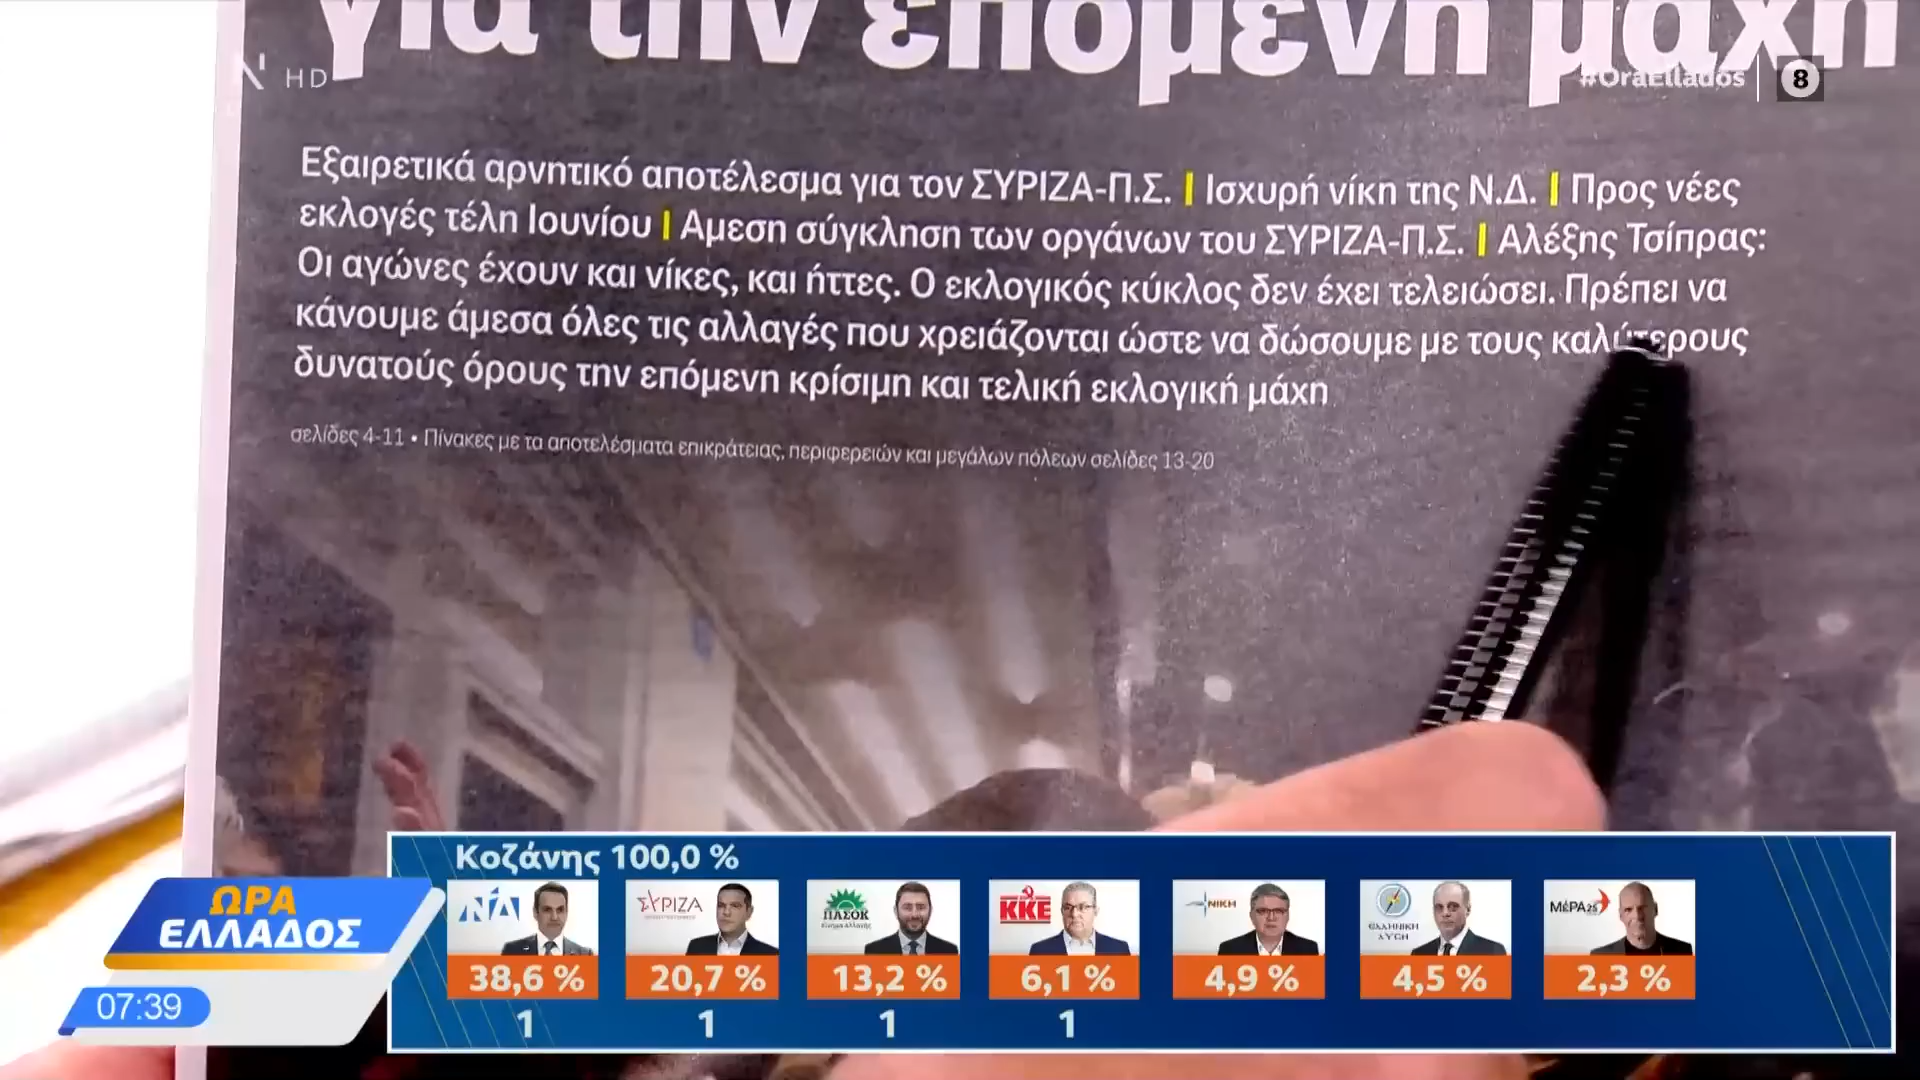 για την επόμενη μάχη
N HD
#OraEllados 8
Εξαιρετικά αρνητικό αποτέλεσμα για τον ΣΥΡΙΖΑ-Π.Σ. | Ισχυρή νίκη της Ν.Δ. | Προς νέες
εκλογές τέλη Ιουνίου | Αμεση σύγκληση των οργάνων του ΣΥΡΙΖΑ-Π.Σ. | Αλέξης Τσίπρας:
Οι αγώνες έχουν και νίκες, και ήττες. Ο εκλογικός κύκλος δεν έχει τελειώσει. Πρέπει να
κάνουμε άμεσα όλες τις αλλαγές που χρειάζονται ώστε να δώσουμε με τους καλύτερους
δυνατούς όρους την επόμενη κρίσιμη και τελική εκλογική μάχη
σελίδες 4-11 • Πίνακες με τα αποτελέσματα επικράτειας, περιφερειών και μεγάλων πόλεων σελίδες 13-20
Κοζάνης 100,0 %
ΝΔ ΣΥΡΙΖΑ ΠΑΣΟΚ Κίνημα Αλλαγής ΚΚΕ ΝΙΚΗ ΕΛΛΗΝΙΚΗ ΛΥΣΗ ΜέΡΑ25
38,6 % 20,7 % 13,2 % 6,1 % 4,9 % 4,5 % 2,3 %
1 1 1 1
ΩΡΑ
ΕΛΛΑΔΟΣ
07:39